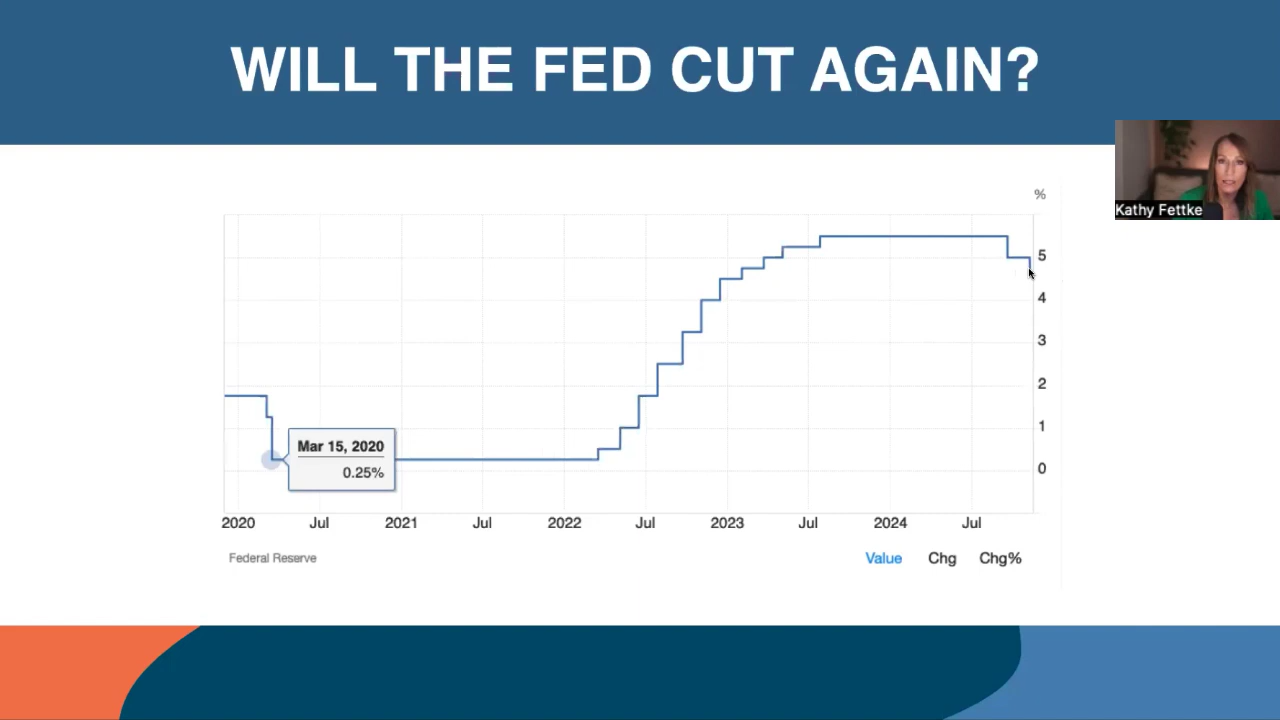 WILL THE FED CUT AGAIN?
Kathy Fettke
%
5
4
3
2
1
0
Mar 15, 2020
0.25%
2020 Jul 2021 Jul 2022 Jul 2023 Jul 2024 Jul
Federal Reserve
Value Chg Chg%